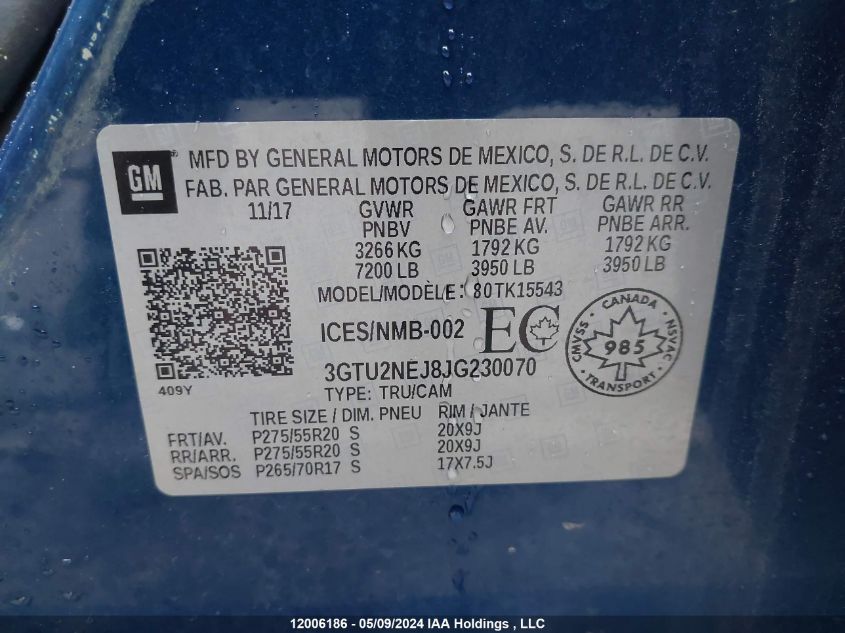 GM MFD BY GENERAL MOTORS DE MEXICO, S. DE R.L. DE C.V.
FAB. PAR GENERAL MOTORS DE MEXICO, S. DE R.L. DE C.V.
11/17 GVWR GAWR FRT GAWR RR
PNBV PNBE AV. PNBE ARR.
3266 KG 1792 KG 1792 KG
7200 LB 3950 LB 3950 LB
MODEL/MODÈLE: 80TK15543
ICES/NMB-002 EC
CANADA
CMVSS 985 NSVAC
TRANSPORT
3GTU2NEJ8JG230070
409Y TYPE: TRU/CAM
TIRE SIZE / DIM. PNEU RIM / JANTE
FRT/AV. P275/55R20 S 20X9J
RR/ARR. P275/55R20 S 20X9J
SPA/SOS P265/70R17 S 17X7.5J
12006186 - 05/09/2024 IAA Holdings , LLC